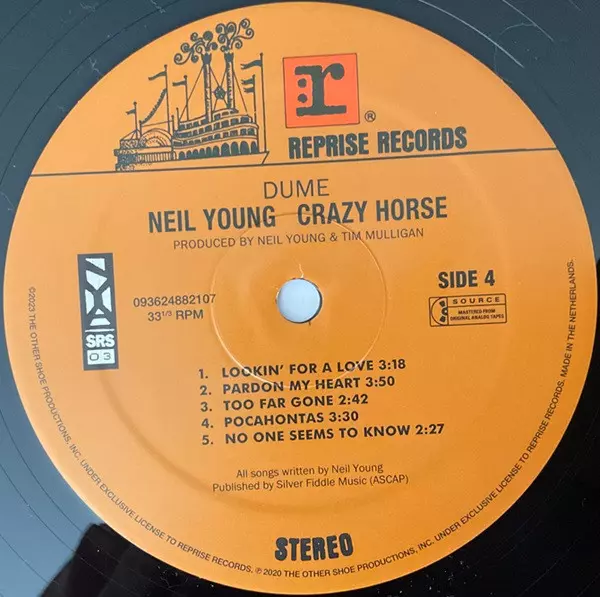 r
®
REPRISE RECORDS
DUME
NEIL YOUNG CRAZY HORSE
PRODUCED BY NEIL YOUNG & TIM MULLIGAN
SRS
03
093624882107
33 1/3 RPM
SIDE 4
SOURCE
MASTERED FROM
ORIGINAL ANALOG TAPES
1. LOOKIN' FOR A LOVE 3:18
2. PARDON MY HEART 3:50
3. TOO FAR GONE 2:42
4. POCAHONTAS 3:30
5. NO ONE SEEMS TO KNOW 2:27
All songs written by Neil Young
Published by Silver Fiddle Music (ASCAP)
STEREO
©2023 THE OTHER SHOE PRODUCTIONS, INC. UNDER EXCLUSIVE LICENSE TO REPRISE RECORDS, ℗ 2020 THE OTHER SHOE PRODUCTIONS, INC. UNDER EXCLUSIVE LICENSE TO REPRISE RECORDS. MADE IN THE NETHERLANDS.